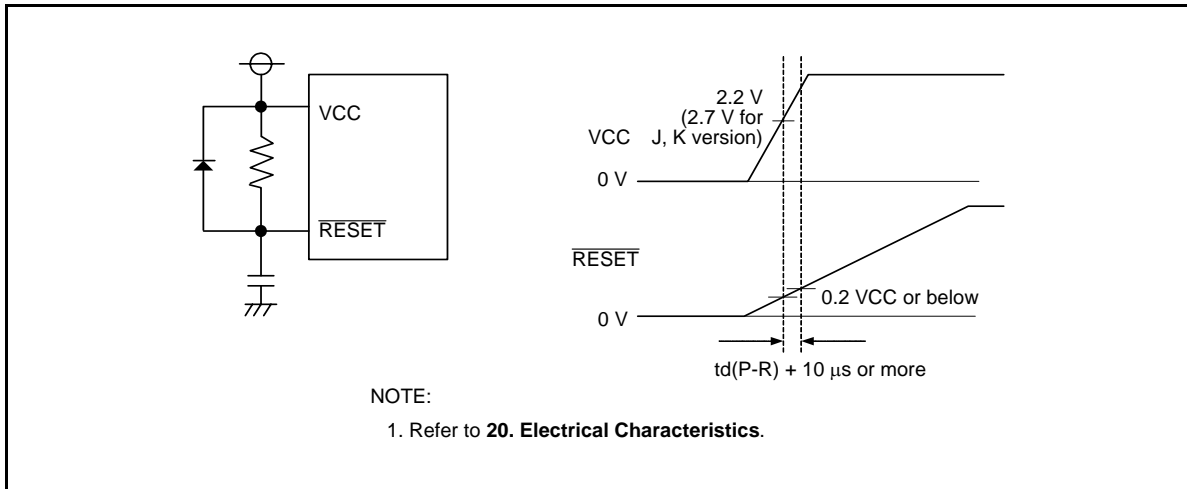 VCC
RESET
2.2 V
(2.7 V for
VCC J, K version)
0 V
RESET
0.2 VCC or below
0 V
td(P-R) + 10 μs or more
NOTE:
1. Refer to 20. Electrical Characteristics.